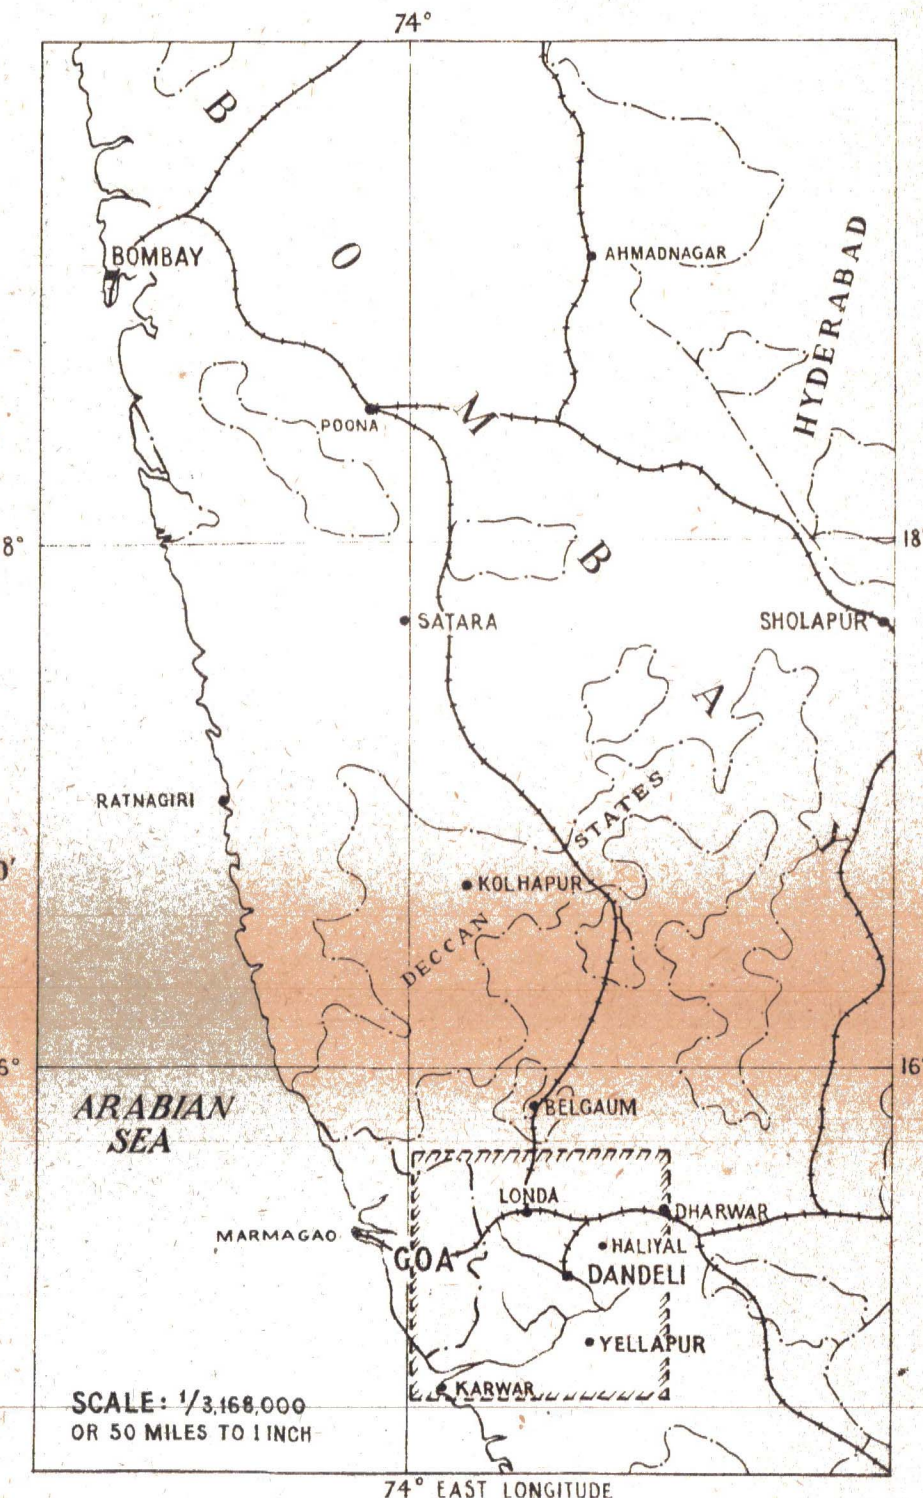 74°
B
O
M
B
A
BOMBAY
AHMADNAGAR
HYDERABAD
POONA
8°
18°
SATARA
SHOLAPUR
RATNAGIRI
STATES
KOLHAPUR
DECCAN
6°
16
ARABIAN
SEA
BELGAUM
LONDA
DHARWAR
MARMAGAO
GOA
HALIYAL
DANDELI
YELLAPUR
KARWAR
SCALE: 1/3,168,000
OR 50 MILES TO 1 INCH
74° EAST LONGITUDE